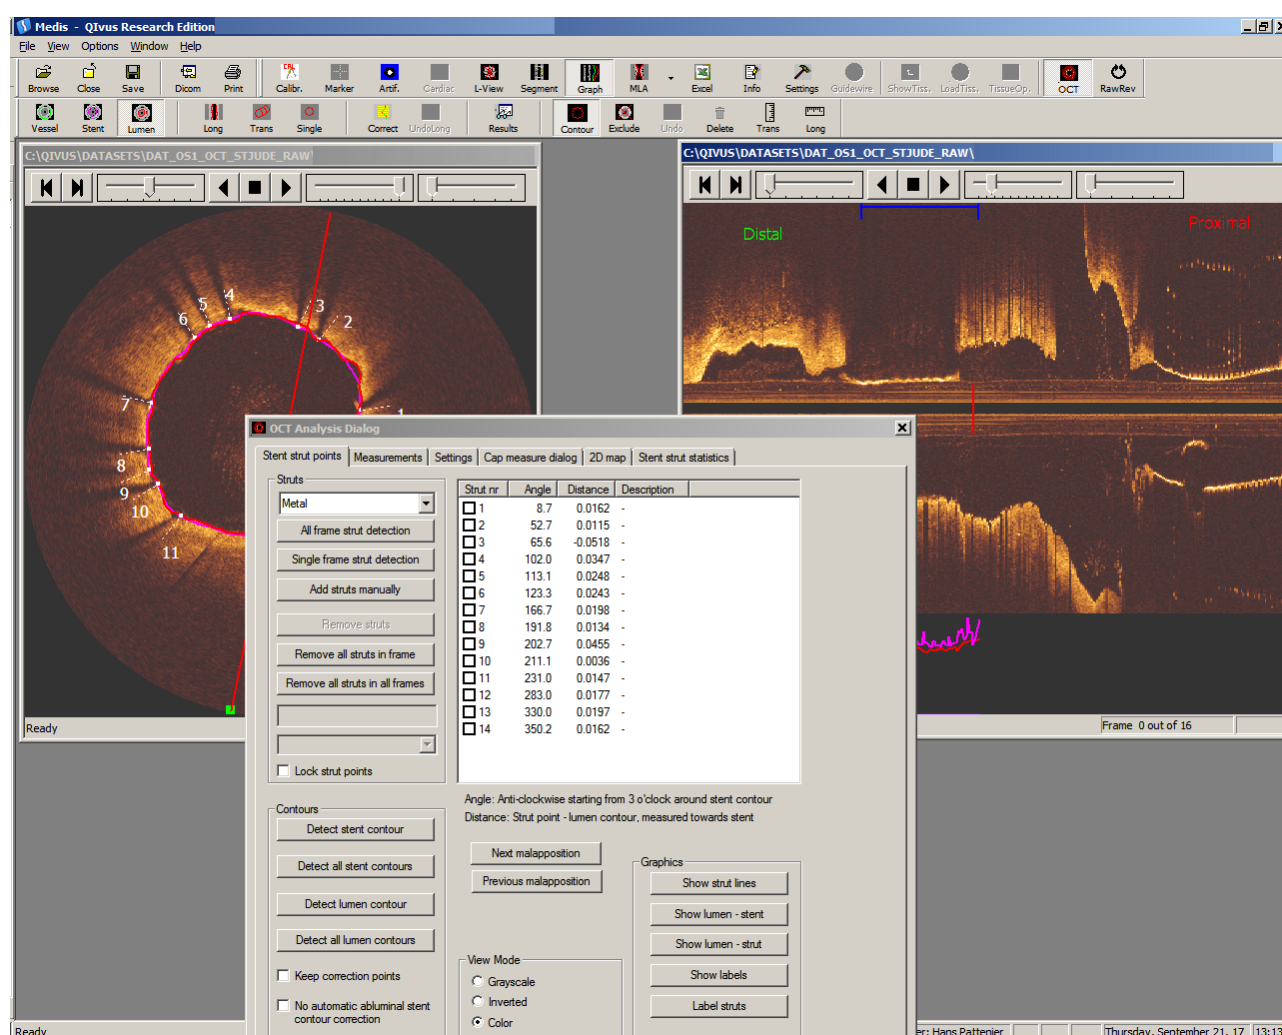 Medis - QIvus Research Edition
File View Options Window Help
Browse Close Save Dicom Print Calibr. Marker Artif. Cardiac L-View Segment Graph MLA Excel Info Settings Guidewire ShowTiss. LoadTiss. TissueOp. OCT RawRev
Vessel Stent Lumen Long Trans Single Correct UndoLong Results Contour Exclude Undo Delete Trans Long
C:\QIVUS\DATASETS\DAT_OS1_OCT_STJUDE_RAW\
C:\QIVUS\DATASETS\DAT_OS1_OCT_STJUDE_RAW\
Distal
Proximal
4
5
3
6
2
7
1
8
9
10
11
Ready
Frame 0 out of 16
OCT Analysis Dialog
Stent strut points Measurements Settings Cap measure dialog 2D map Stent strut statistics
Struts
Metal
All frame strut detection
Single frame strut detection
Add struts manually
Remove struts
Remove all struts in frame
Remove all struts in all frames
Lock strut points
Strut nr Angle Distance Description
1 8.7 0.0162 -
2 52.7 0.0115 -
3 65.6 -0.0518 -
4 102.0 0.0347 -
5 113.1 0.0248 -
6 123.3 0.0243 -
7 166.7 0.0198 -
8 191.8 0.0134 -
9 202.7 0.0455 -
10 211.1 0.0036 -
11 231.0 0.0147 -
12 283.0 0.0177 -
13 330.0 0.0197 -
14 350.2 0.0162 -
Angle: Anti-clockwise starting from 3 o'clock around stent contour
Distance: Strut point - lumen contour, measured towards stent
Contours
Detect stent contour
Detect all stent contours
Detect lumen contour
Detect all lumen contours
Keep correction points
No automatic abluminal stent
contour correction
Next malapposition
Previous malapposition
View Mode
Grayscale
Inverted
Color
Graphics
Show strut lines
Show lumen - stent
Show lumen - strut
Show labels
Label struts
Ready
er: Hans Pattenier
Thursday, September 21, 17
13:13